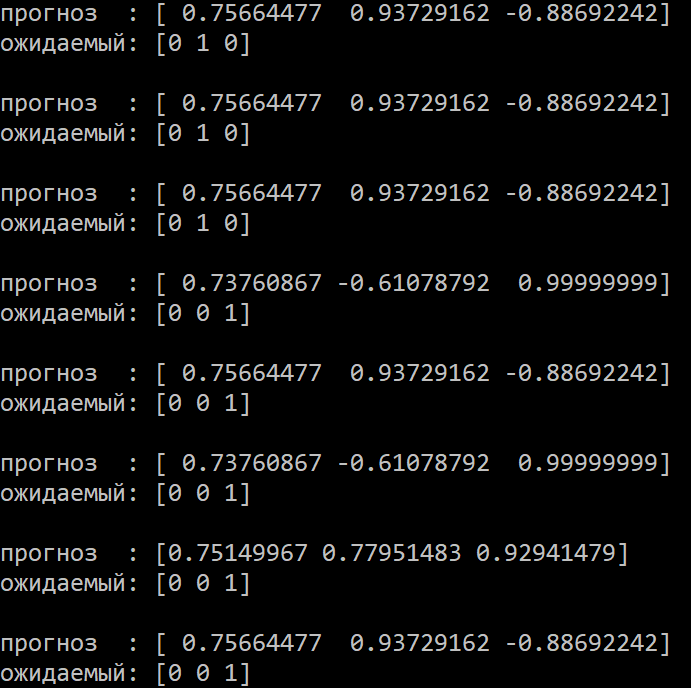 прогноз  : [ 0.75664477  0.93729162 -0.88692242]
ожидаемый: [0 1 0]
прогноз  : [ 0.75664477  0.93729162 -0.88692242]
ожидаемый: [0 1 0]
прогноз  : [ 0.75664477  0.93729162 -0.88692242]
ожидаемый: [0 1 0]
прогноз  : [ 0.73760867 -0.61078792  0.99999999]
ожидаемый: [0 0 1]
прогноз  : [ 0.75664477  0.93729162 -0.88692242]
ожидаемый: [0 0 1]
прогноз  : [ 0.73760867 -0.61078792  0.99999999]
ожидаемый: [0 0 1]
прогноз  : [0.75149967 0.77951483 0.92941479]
ожидаемый: [0 0 1]
прогноз  : [ 0.75664477  0.93729162 -0.88692242]
ожидаемый: [0 0 1]